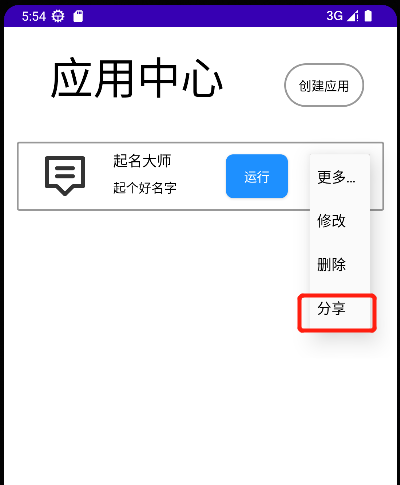 5:54 3G
应用中心
创建应用
起名大师
起个好名字
运行
更多...
修改
删除
分享